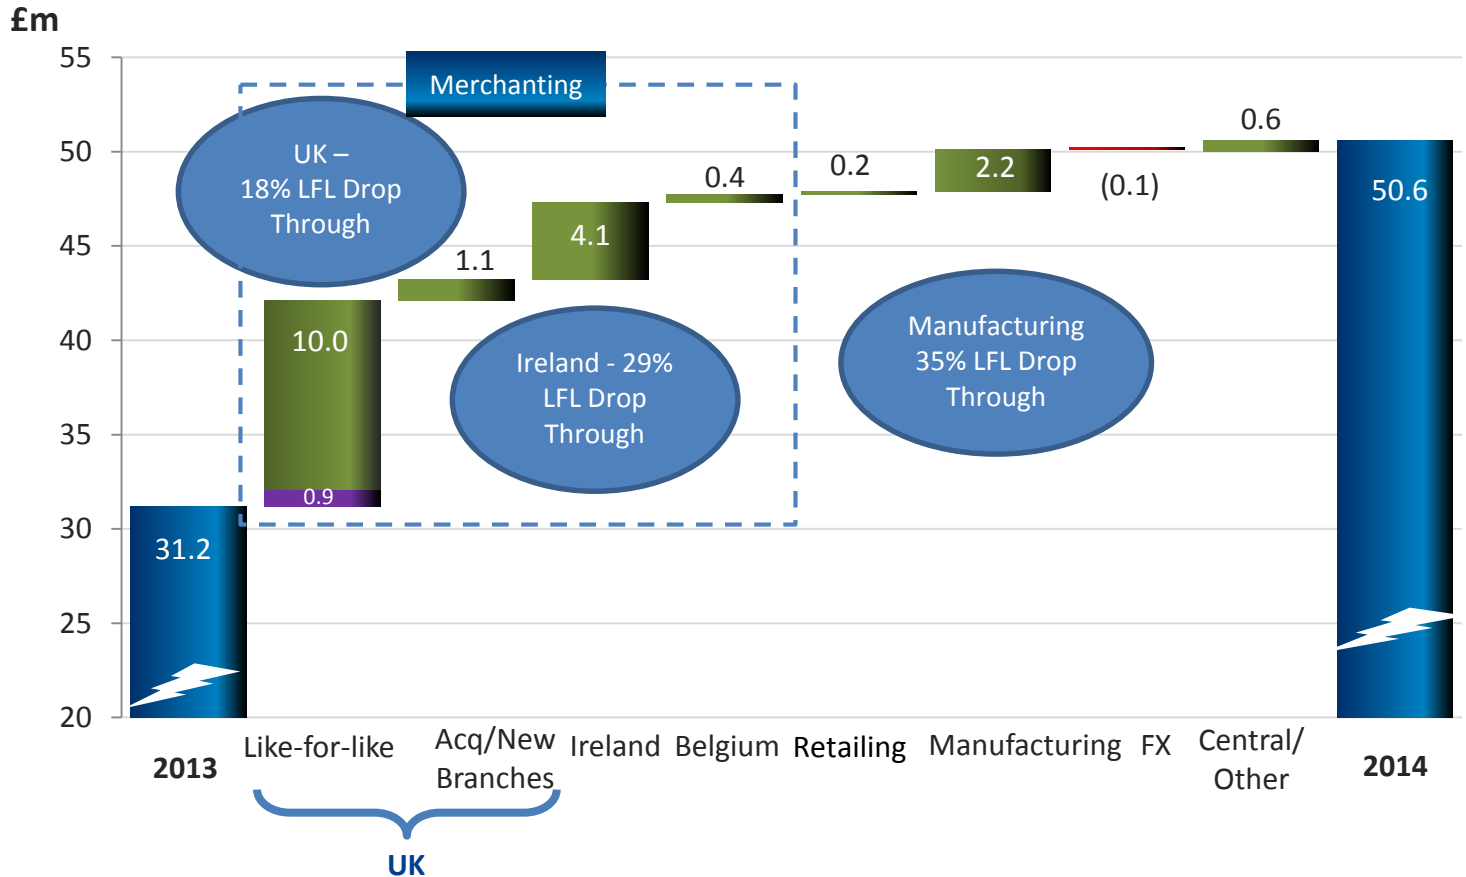 £m
55
50
45
40
35
30
25
20
Merchanting
UK –
18% LFL Drop
Through
Ireland - 29%
LFL Drop
Through
Manufacturing
35% LFL Drop
Through
31.2
10.0
0.9
1.1
4.1
0.4
0.2
2.2
(0.1)
0.6
50.6
2013
Like-for-like
Acq/New
Branches
Ireland
Belgium
Retailing
Manufacturing
FX
Central/
Other
2014
UK